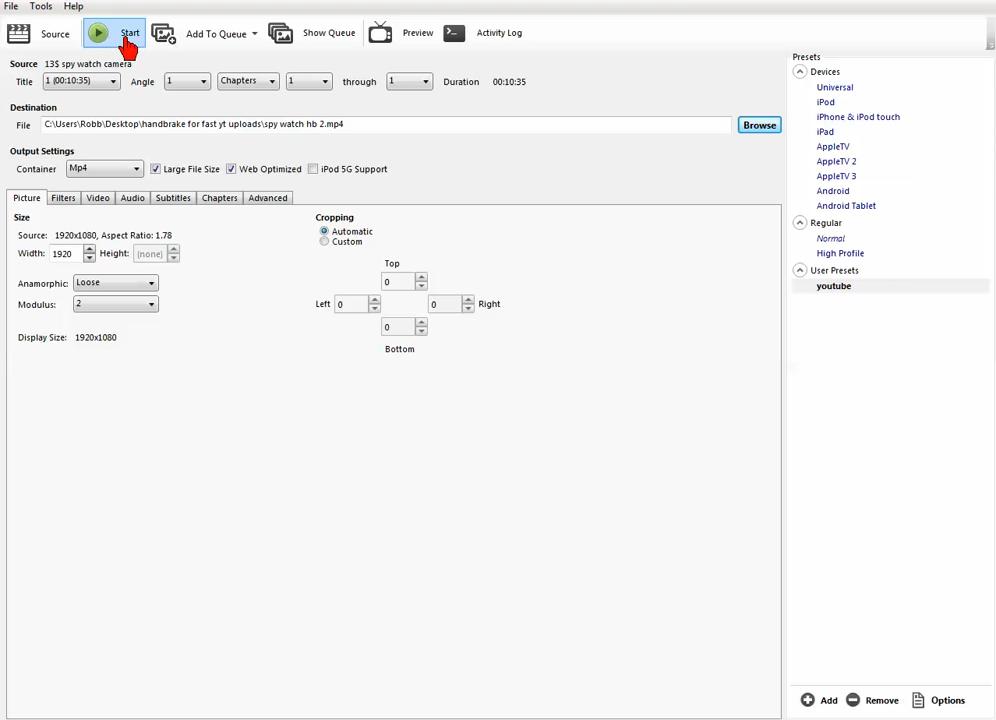 File Tools Help
Source Start Add To Queue Show Queue Preview Activity Log
Source 13$ spy watch camera
Title 1 (00:10:35) Angle 1 Chapters 1 through 1 Duration 00:10:35
Destination
File C:\Users\Robb\Desktop\handbrake for fast yt uploads\spy watch hb 2.mp4 Browse
Output Settings
Container Mp4 Large File Size Web Optimized iPod 5G Support
Picture Filters Video Audio Subtitles Chapters Advanced
Size
Source: 1920x1080, Aspect Ratio: 1.78
Width: 1920 Height: (none)
Anamorphic: Loose
Modulus: 2
Display Size: 1920x1080
Cropping
Automatic
Custom
Top
0
Left 0 0 Right
0
Bottom
Presets
Devices
Universal
iPod
iPhone & iPod touch
iPad
AppleTV
AppleTV 2
AppleTV 3
Android
Android Tablet
Regular
Normal
High Profile
User Presets
youtube
Add Remove Options